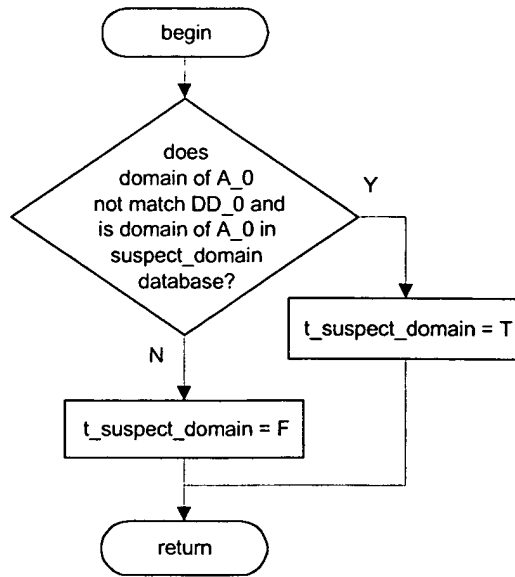 begin
does
domain of A_0
not match DD_0 and
is domain of A_0 in
suspect_domain
database?
Y
t_suspect_domain = T
N
t_suspect_domain = F
return